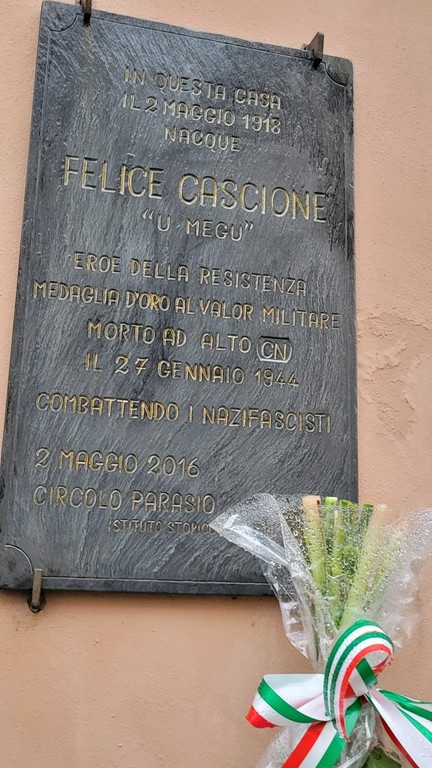 IN QUESTA CASA
IL 2 MAGGIO 1918
NACQUE
FELICE CASCIONE
"U MEGU"
EROE DELLA RESISTENZA
MEDAGLIA D'ORO AL VALOR MILITARE
MORTO AD ALTO (CN)
IL 27 GENNAIO 1944
COMBATTENDO I NAZIFASCISTI
2 MAGGIO 2016
CIRCOLO PARASIO
ISTITUTO STORICO